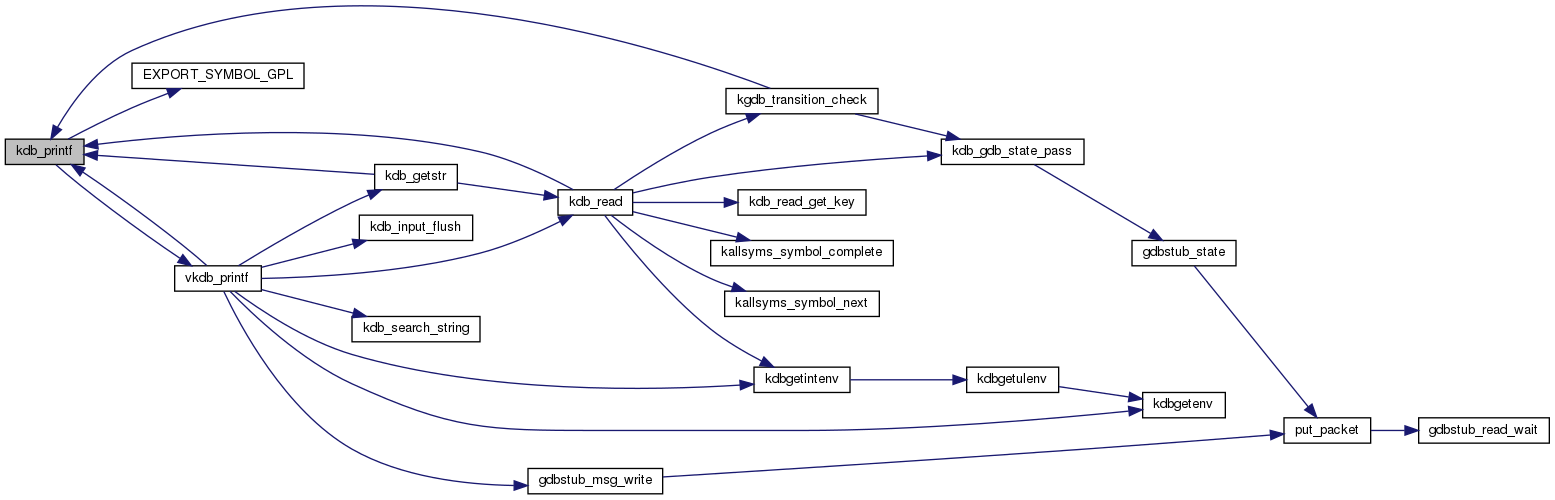 EXPORT_SYMBOL_GPL
kgdb_transition_check
kdb_printf
kdb_gdb_state_pass
kdb_getstr
kdb_read
kdb_read_get_key
kdb_input_flush
kallsyms_symbol_complete
gdbstub_state
vkdb_printf
kallsyms_symbol_next
kdb_search_string
kdbgetintenv
kdbgetulenv
kdbgetenv
put_packet
gdbstub_read_wait
gdbstub_msg_write